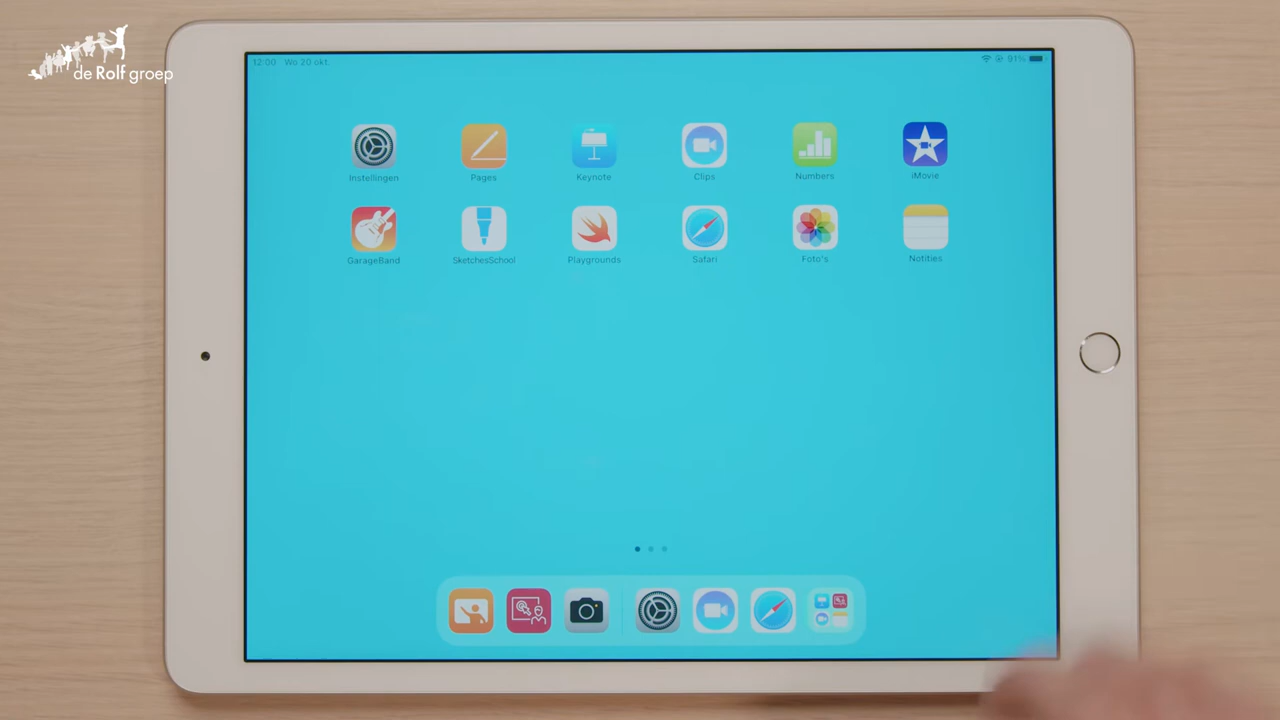 de Rolf groep
12:00 Wo 20 okt. 91%
Instellingen Pages Keynote Clips Numbers iMovie
GarageBand SketchesSchool Playgrounds Safari Foto's Notities